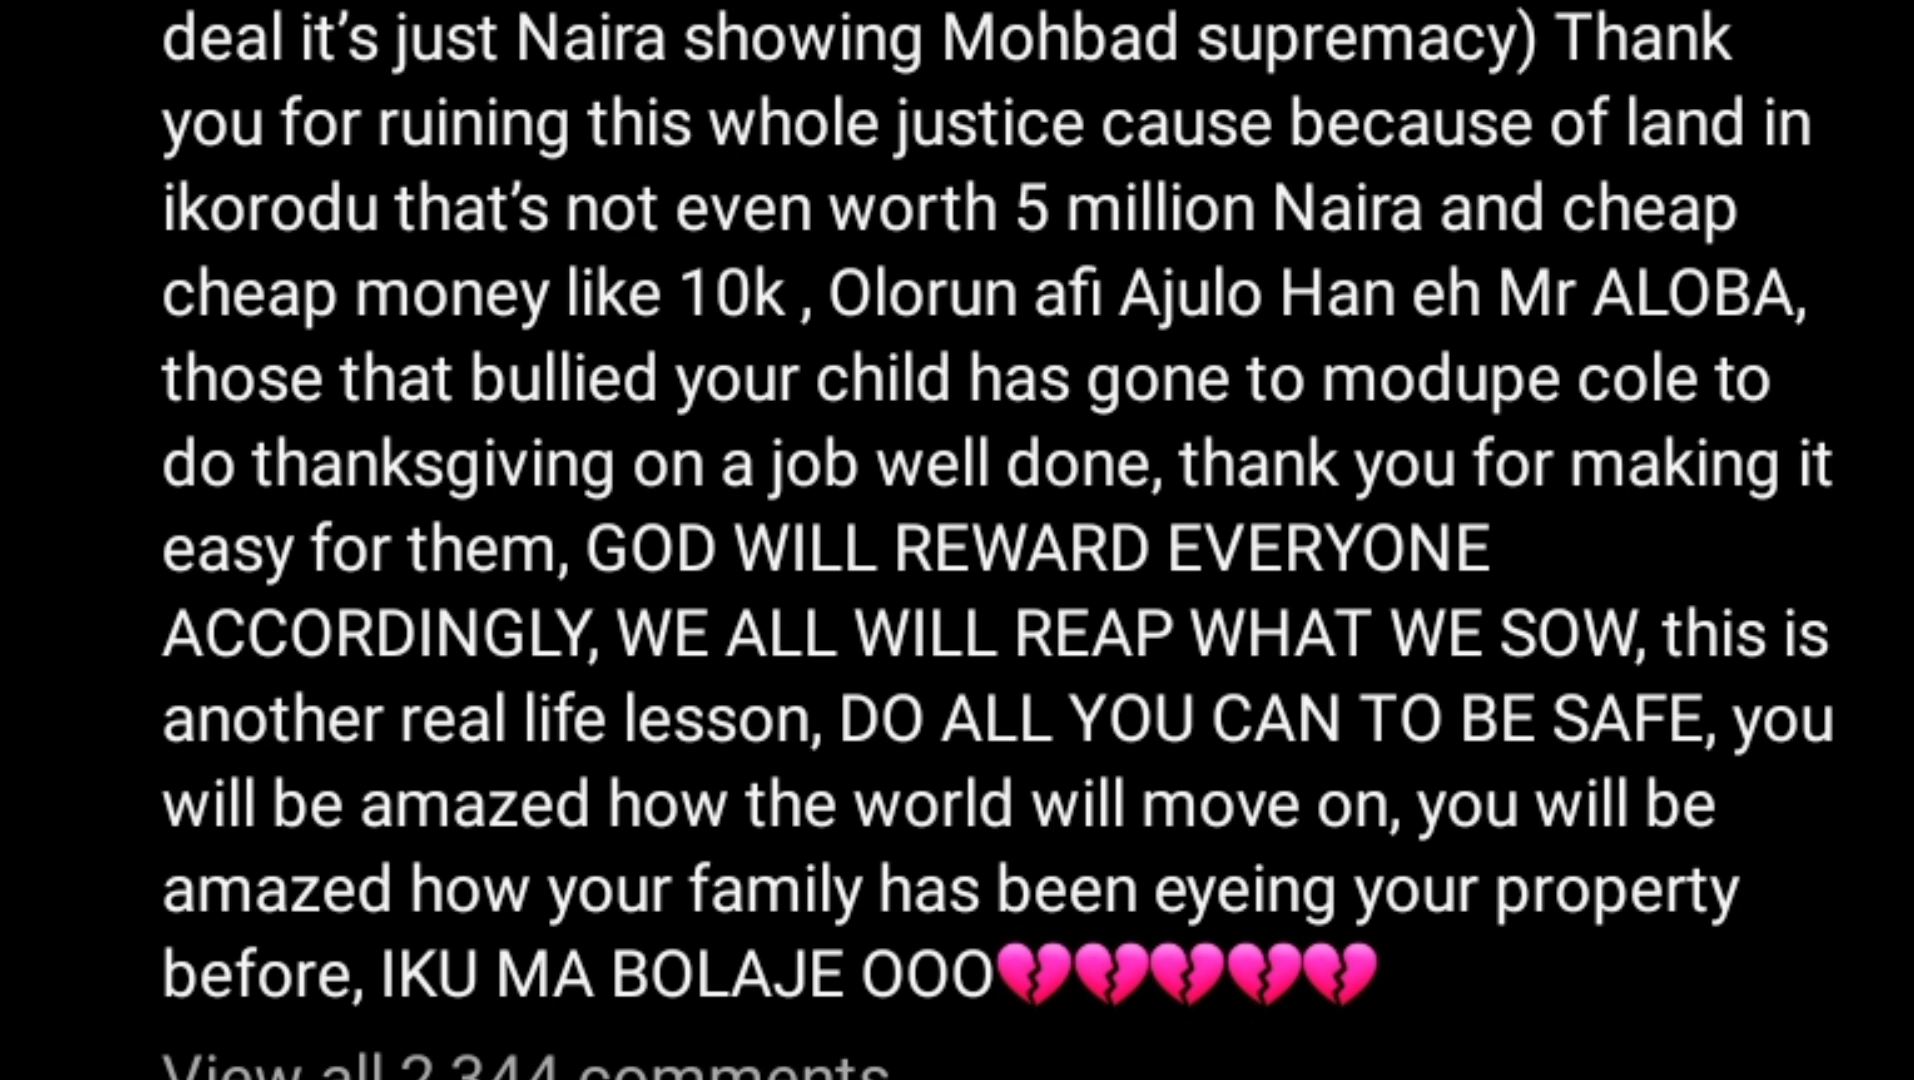 deal it’s just Naira showing Mohbad supremacy) Thank
you for ruining this whole justice cause because of land in
ikorodu that’s not even worth 5 million Naira and cheap
cheap money like 10k , Olorun afi Ajulo Han eh Mr ALOBA,
those that bullied your child has gone to modupe cole to
do thanksgiving on a job well done, thank you for making it
easy for them, GOD WILL REWARD EVERYONE
ACCORDINGLY, WE ALL WILL REAP WHAT WE SOW, this is
another real life lesson, DO ALL YOU CAN TO BE SAFE, you
will be amazed how the world will move on, you will be
amazed how your family has been eyeing your property
before, IKU MA BOLAJE OOO💔💔💔💔💔
View all 2,344 comments